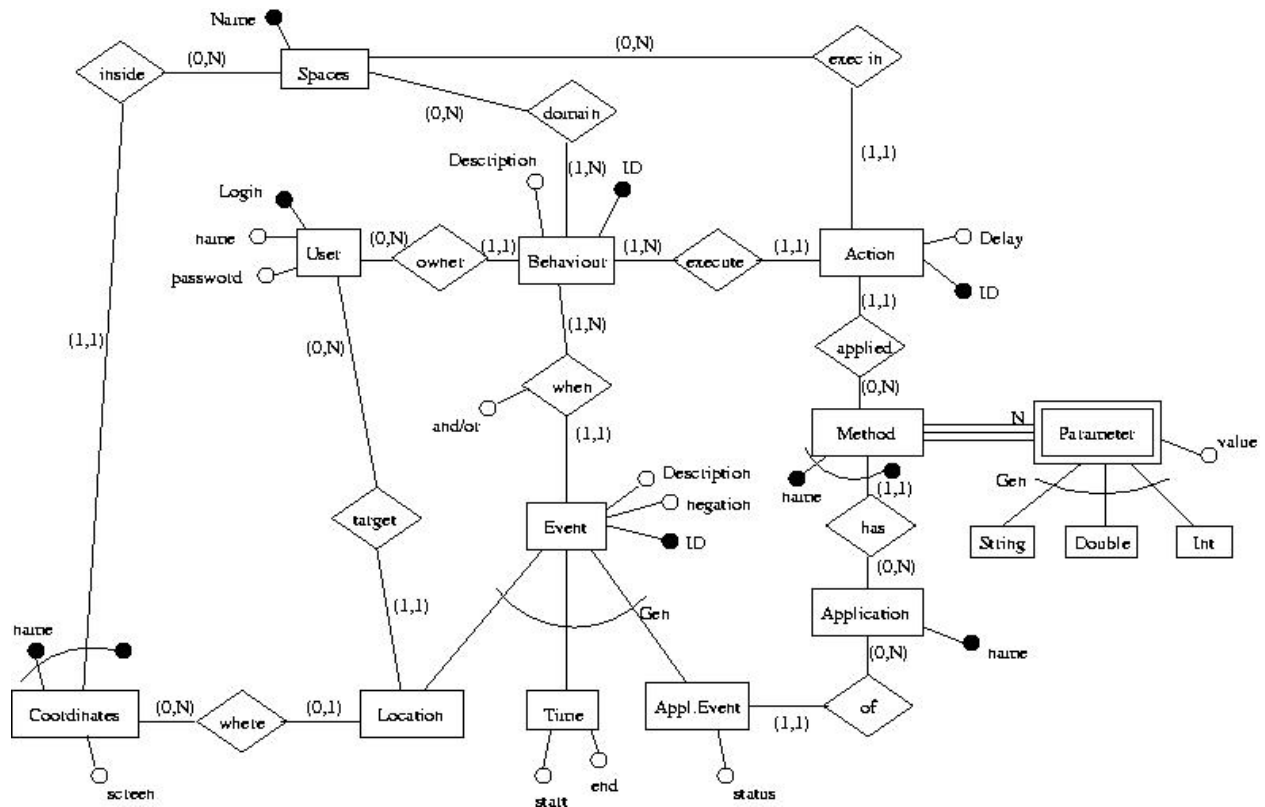 Name
(0,N)
(0,N)
inside
Spaces
exec in
(0,N)
domain
Description
(1,N)
ID
(1,1)
Login
name
(0,N)
(1,1)
(1,N)
(1,1)
Delay
User
owner
Behaviour
execute
Action
password
ID
(1,N)
(1,1)
(1,1)
(0,N)
applied
when
(0,N)
and/or
N
Method
Parameter
value
(1,1)
name
(1,1)
Gen
Description
negation
Event
ID
target
has
String
Double
Int
(0,N)
(1,1)
Gen
Application
name
name
(0,N)
Coordinates
(0,N)
where
(0,1)
Location
Time
Appl.Event
(1,1)
of
screen
start
end
status